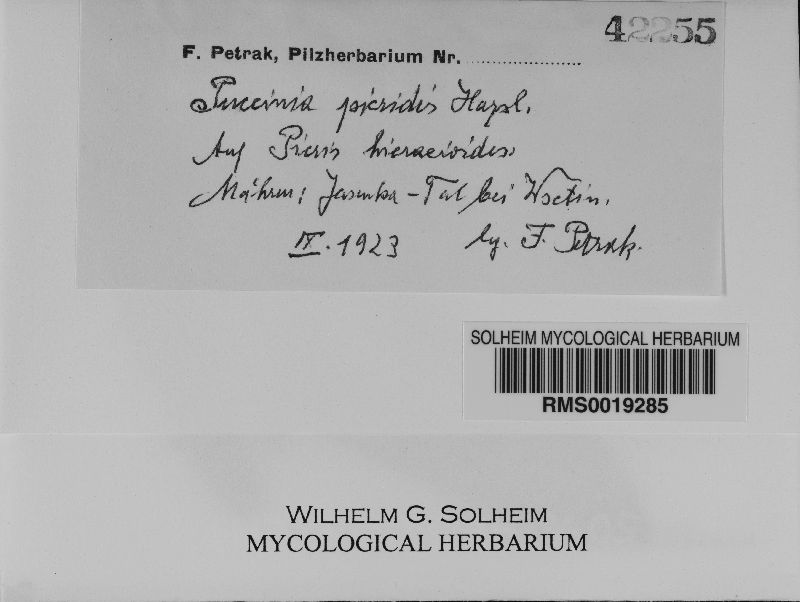 42255
F. Petrak, Pilzherbarium Nr.
Puccinia picridis Hazsl.
Auf Picris hieracioides.
Mähren: Jasenka-Tal bei Wsetin.
IX. 1923 lg. F. Petrak.
SOLHEIM MYCOLOGICAL HERBARIUM
RMS0019285
WILHELM G. SOLHEIM
MYCOLOGICAL HERBARIUM